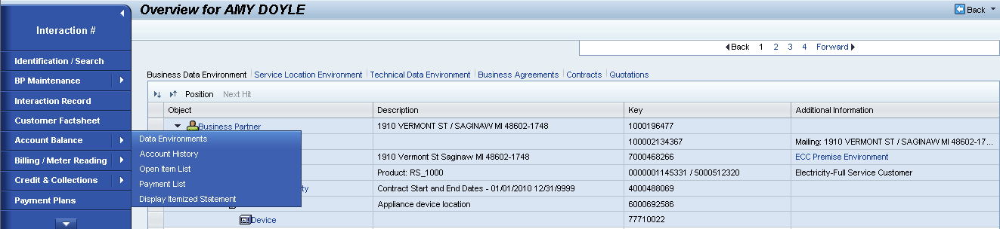 Overview for AMY DOYLE
Back
Interaction #
Back 1 2 3 4 Forward
Identification / Search
BP Maintenance
Interaction Record
Customer Factsheet
Account Balance
Billing / Meter Reading
Credit & Collections
Payment Plans
Data Environments
Account History
Open Item List
Payment List
Display Itemized Statement
Business Data Environment Service Location Environment Technical Data Environment Business Agreements Contracts Quotations
Position Next Hit
Object Description Key Additional Information
Business Partner 1910 VERMONT ST / SAGINAW MI 48602-1748 1000196477
100002134367 Mailing: 1910 VERMONT ST / SAGINAW MI 48602-17...
1910 Vermont St Saginaw MI 48602-1748 7000468266 ECC Premise Environment
Product: RS_1000 0000001145331 / 5000512320 Electricity-Full Service Customer
ty Contract Start and End Dates - 01/01/2010 12/31/9999 4000488069
Appliance device location 6000692586
Device 77710022